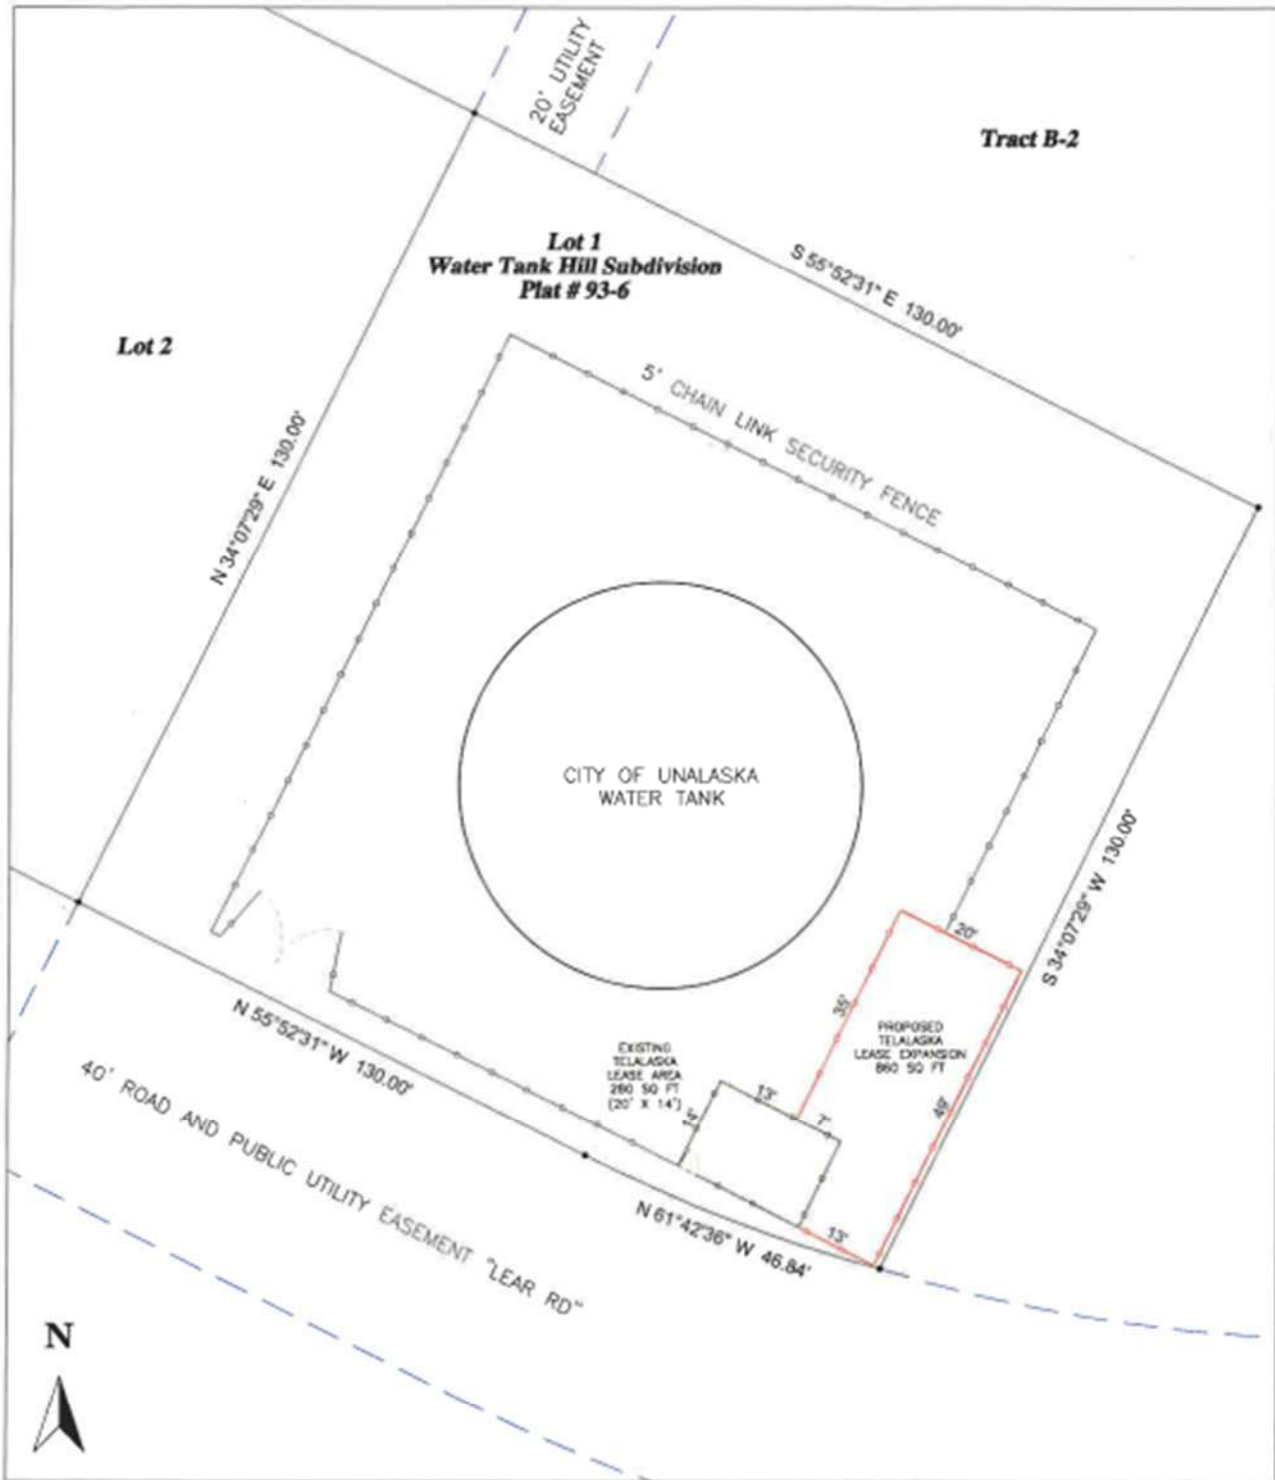 20' UTILITY
EASEMENT
Tract B-2
Lot 1
Water Tank Hill Subdivision
Plat # 93-6
S 55°52'31" E 130.00'
Lot 2
5' CHAIN LINK SECURITY FENCE
N 34°07'29" E 130.00'
CITY OF UNALASKA
WATER TANK
S 34°07'29" W 130.00'
20'
35'
PROPOSED
TELALASKA
LEASE EXPANSION
860 SQ FT
49'
N 55°52'31" W 130.00'
EXISTING
TELALASKA
LEASE AREA
280 SQ FT
(20' X 14')
14'
13'
7'
13'
40' ROAD AND PUBLIC UTILITY EASEMENT "LEAR RD"
N 61°42'36" W 46.84'
N